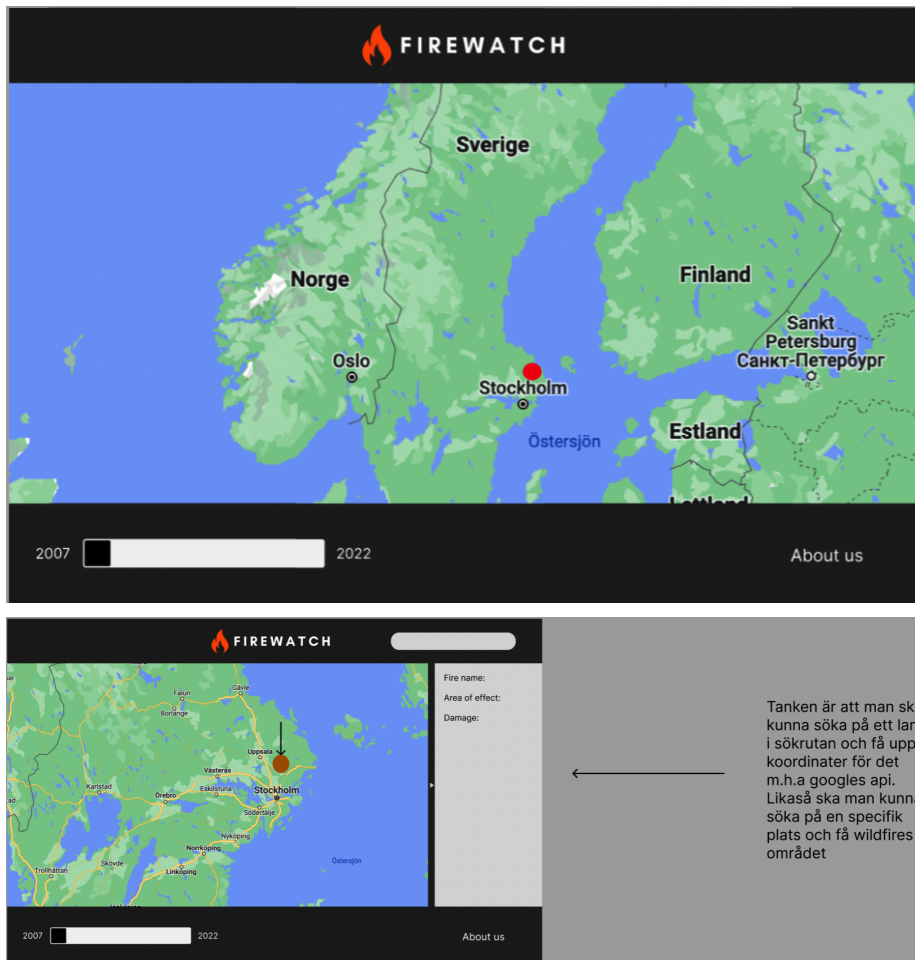 FIREWATCH
Sverige
Norge
Finland
Sankt
Petersburg
Санкт-Петербург
Oslo
Stockholm
Estland
Östersjön
2007
2022
About us
FIREWATCH
Fire name:
Area of effect:
Damage:
Falun
Gävle
Borlänge
Uppsala
Västerås
Karlstad
Örebro
Eskilstuna
Stockholm
Södertälje
Nyköping
Norrköping
Skövde
Linköping
Trollhättan
Östersjön
Tanken är att man
kunna söka på ett
i sökrutan och få upp
koordinater för det
m.h.a googles api.
Likaså ska man kunna
söka på en specifik
plats och få wildfires
området
2007
2022
About us